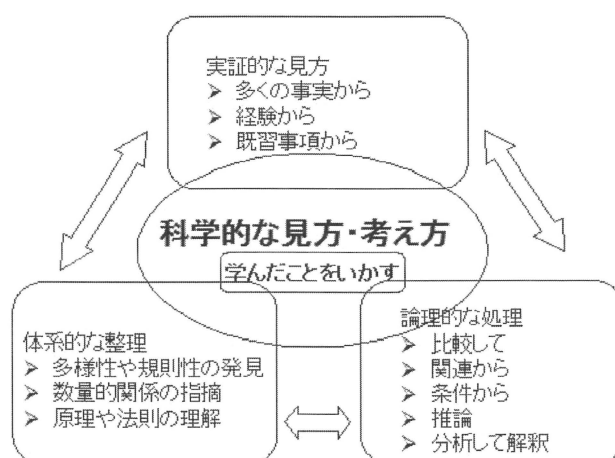 実証的な見方
➢ 多くの事実から
➢ 経験から
➢ 既習事項から
科学的な見方・考え方
学んだことをいかす
体系的な整理
➢ 多様性や規則性の発見
➢ 数量的関係の指摘
➢ 原理や法則の理解
論理的な処理
➢ 比較して
➢ 関連から
➢ 条件から
➢ 推論
➢ 分析して解釈